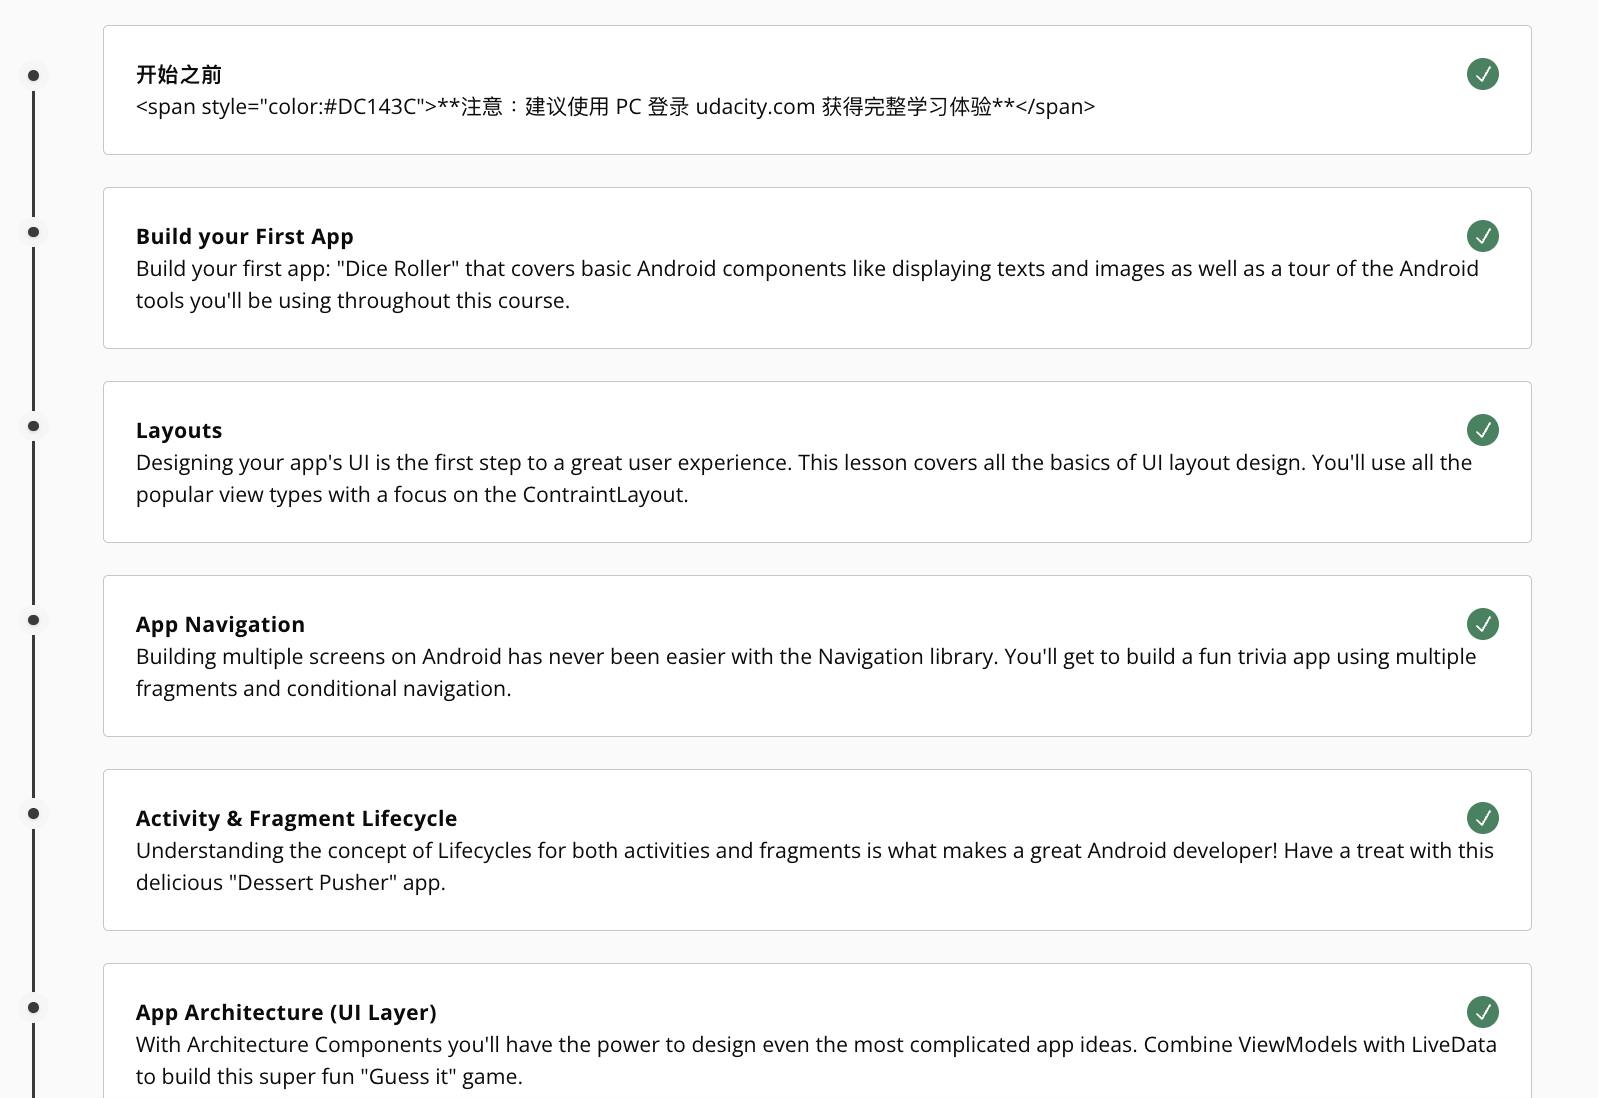 开始之前
<span style="color:#DC143C">**注意：建议使用 PC 登录 udacity.com 获得完整学习体验**</span>
Build your First App
Build your first app: "Dice Roller" that covers basic Android components like displaying texts and images as well as a tour of the Android
tools you'll be using throughout this course.
Layouts
Designing your app's UI is the first step to a great user experience. This lesson covers all the basics of UI layout design. You'll use all the
popular view types with a focus on the ContraintLayout.
App Navigation
Building multiple screens on Android has never been easier with the Navigation library. You'll get to build a fun trivia app using multiple
fragments and conditional navigation.
Activity & Fragment Lifecycle
Understanding the concept of Lifecycles for both activities and fragments is what makes a great Android developer! Have a treat with this
delicious "Dessert Pusher" app.
App Architecture (UI Layer)
With Architecture Components you'll have the power to design even the most complicated app ideas. Combine ViewModels with LiveData
to build this super fun "Guess it" game.